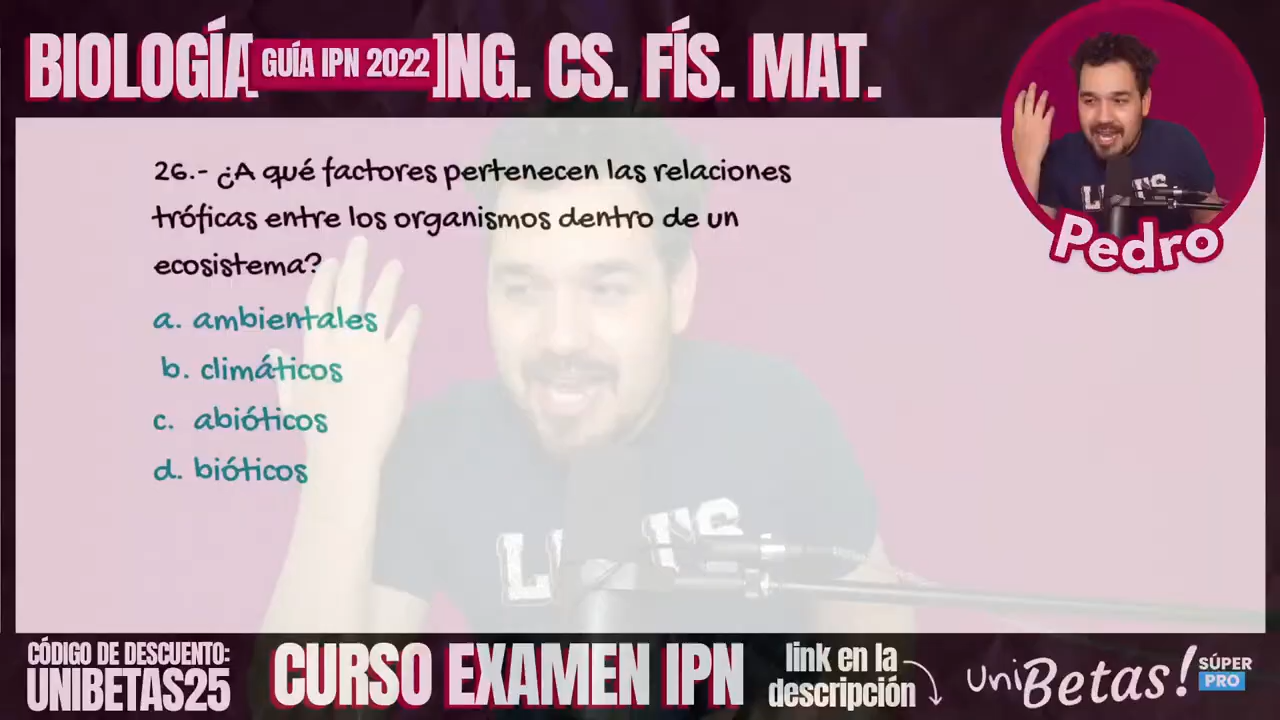 BIOLOGÍA GUÍA IPN 2022 ING. CS. FÍS. MAT.
Pedro
26.- ¿A qué factores pertenecen las relaciones
tróficas entre los organismos dentro de un
ecosistema?
a. ambientales
b. climáticos
c. abióticos
d. bióticos
CÓDIGO DE DESCUENTO:
UNIBETAS25
CURSO EXAMEN IPN
link en la
descripción
uniBetas!
SÚPER
PRO